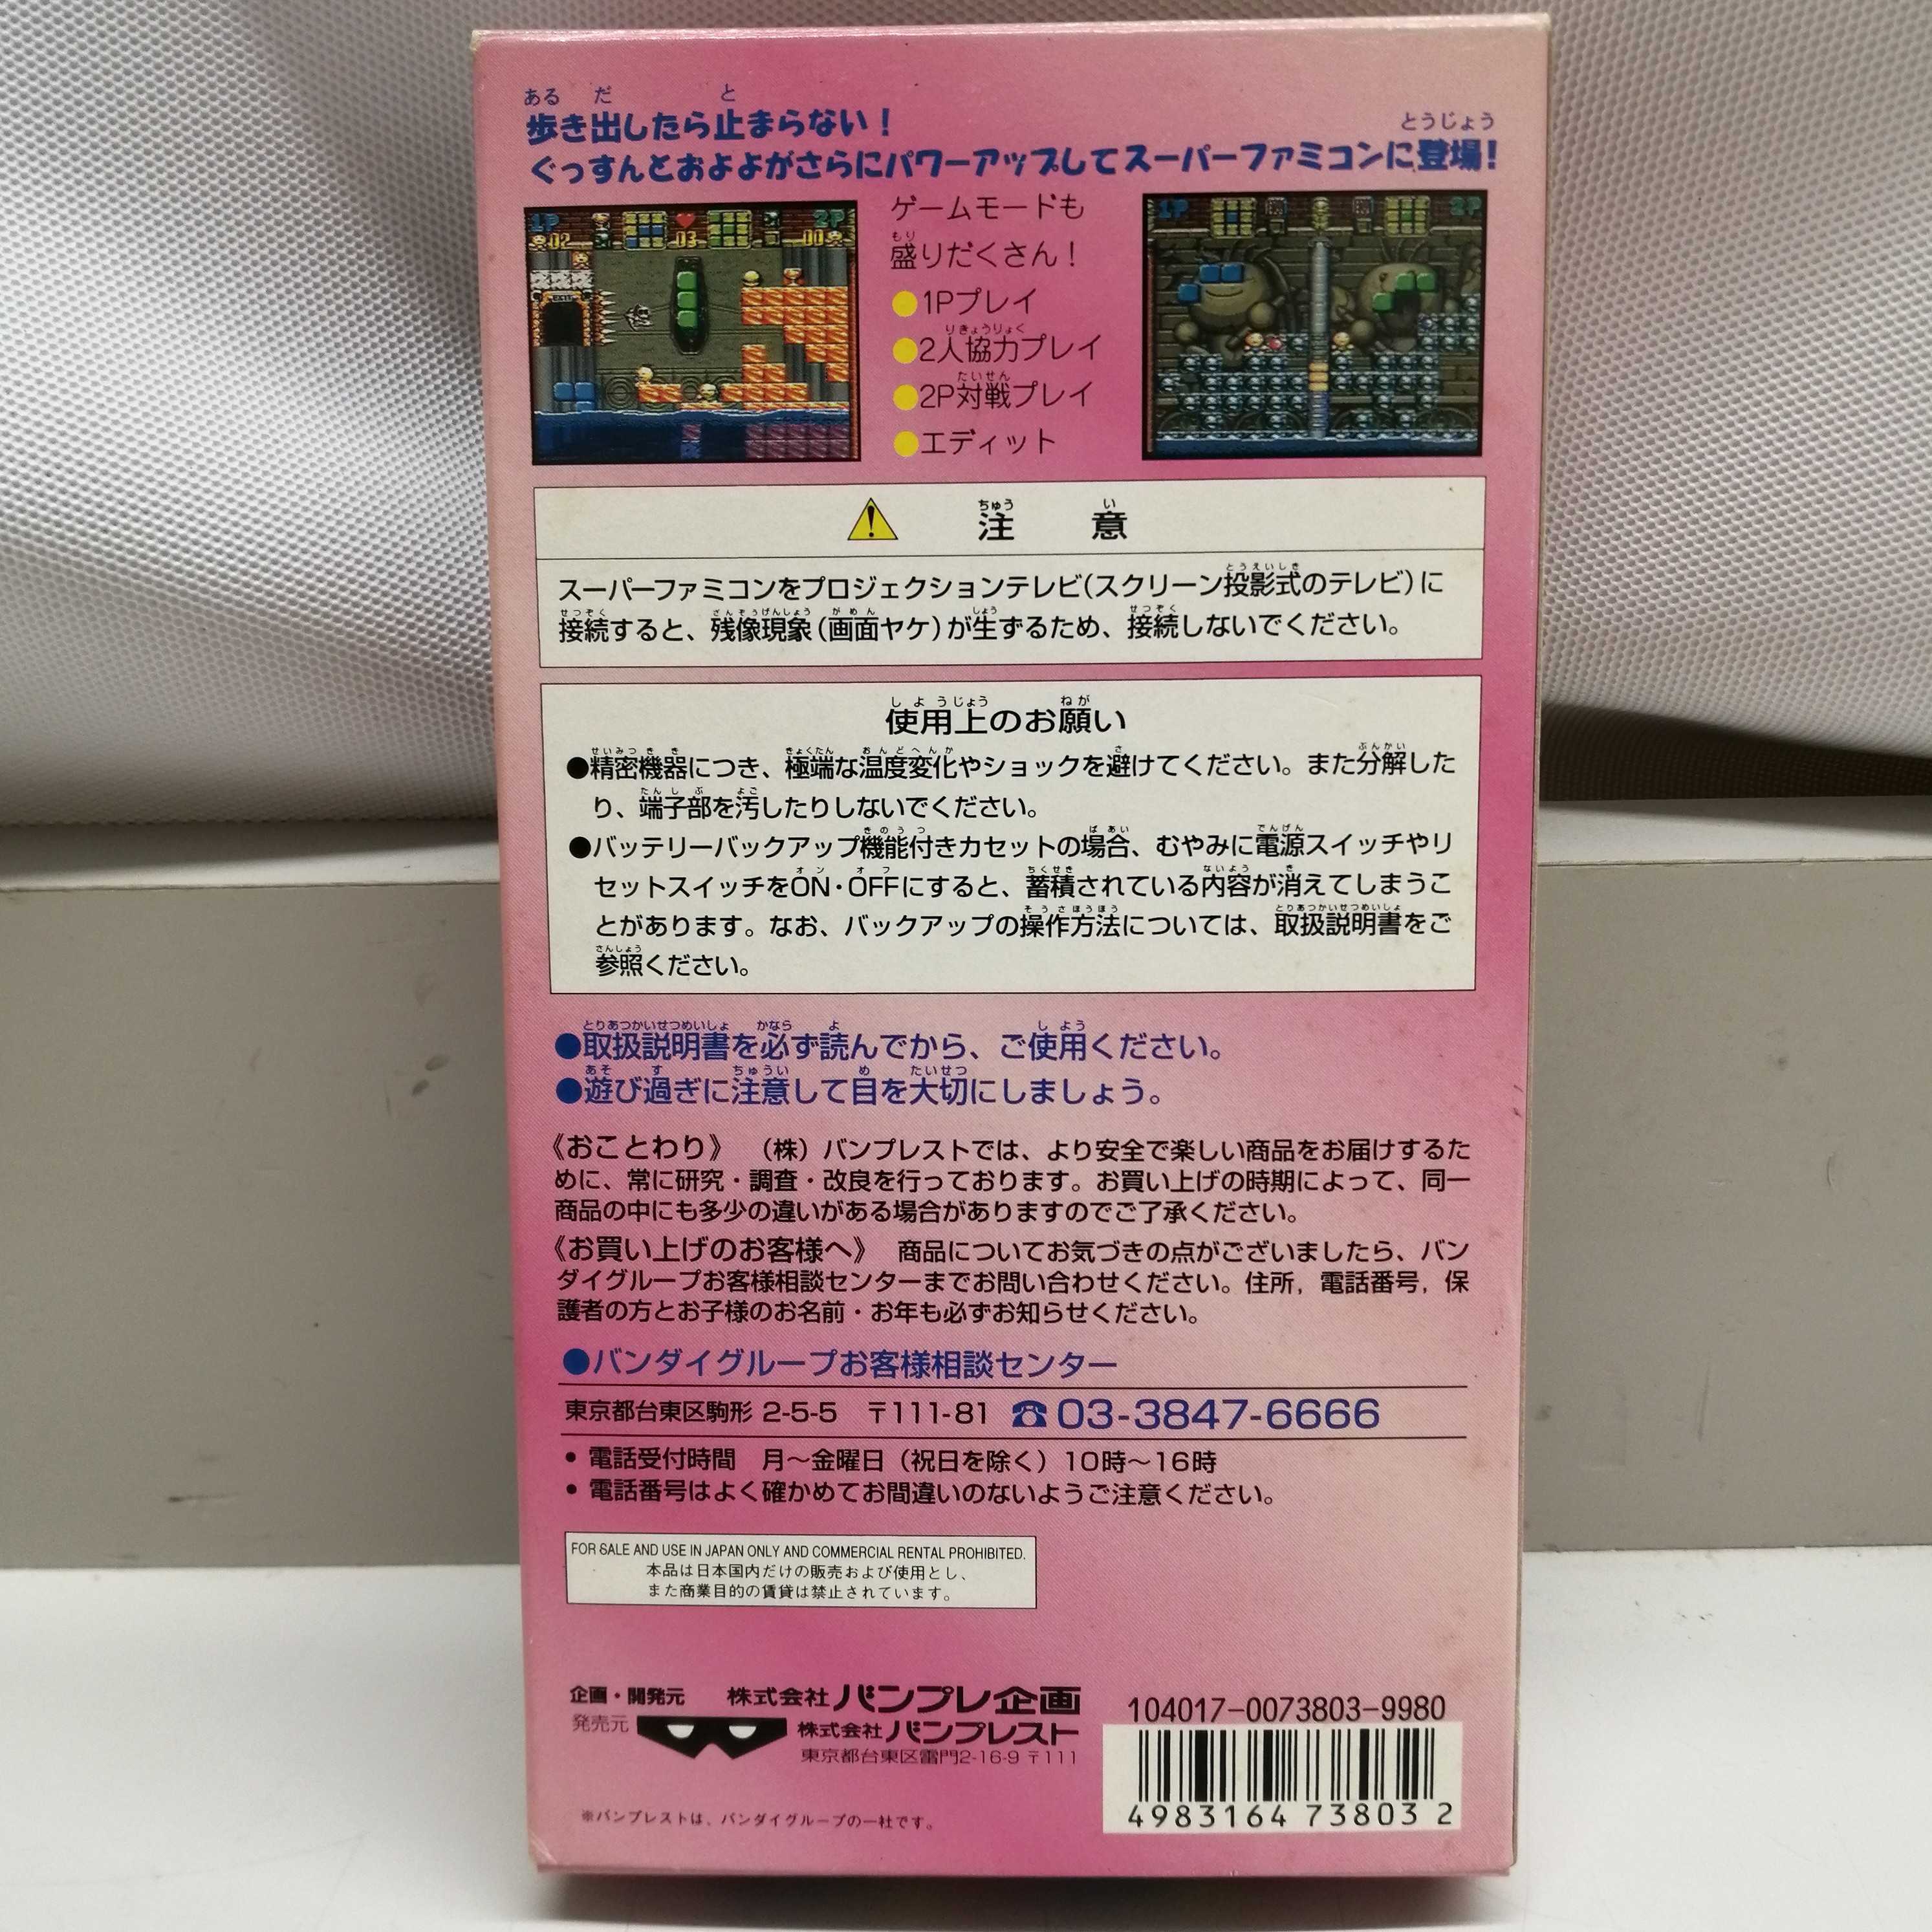 歩き出したら止まらない!
ぐっすんとおよよがさらにパワーアップしてスーパーファミコンに登場!
ゲームモードも
盛りだくさん!
●1Pプレイ
●2人協力プレイ
●2P対戦プレイ
●エディット
1P
2P
02
03
00
EXIT
1P
2P
注意
スーパーファミコンをプロジェクションテレビ(スクリーン投影式のテレビ)に
接続すると、残像現象(画面ヤケ)が生ずるため、接続しないでください。
使用上のお願い
●精密機器につき、極端な温度変化やショックを避けてください。また分解した
り、端子部を汚したりしないでください。
●バッテリーバックアップ機能付きカセットの場合、むやみに電源スイッチやリ
セットスイッチをON・OFFにすると、蓄積されている内容が消えてしまうこ
とがあります。なお、バックアップの操作方法については、取扱説明書をご
参照ください。
●取扱説明書を必ず読んでから、ご使用ください。
●遊び過ぎに注意して目を大切にしましょう。
《おことわり》 (株)バンプレストでは、より安全で楽しい商品をお届けするた
めに、常に研究・調査・改良を行っております。お買い上げの時期によって、同一
商品の中にも多少の違いがある場合がありますのでご了承ください。
《お買い上げのお客様へ》 商品についてお気づきの点がございましたら、バン
ダイグループお客様相談センターまでお問い合わせください。住所,電話番号,保
護者の方とお子様のお名前・お年も必ずお知らせください。
●バンダイグループお客様相談センター
東京都台東区駒形 2-5-5 〒111-81 ☎03-3847-6666
・電話受付時間 月〜金曜日(祝日を除く)10時〜16時
・電話番号はよく確かめてお間違いのないようご注意ください。
FOR SALE AND USE IN JAPAN ONLY AND COMMERCIAL RENTAL PROHIBITED.
本品は日本国内だけの販売および使用とし、
また商業目的の賃貸は禁止されています。
企画・開発元 株式会社バンプレ企画
発売元 株式会社バンプレスト
東京都台東区雷門2-16-9 〒111
※バンプレストは、バンダイグループの一社です。
104017-0073803-9980
4983164 73803 2